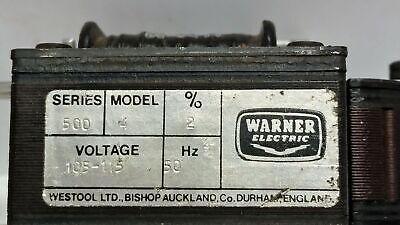 SERIES MODEL %
500 4 2
VOLTAGE Hz
105-115 50
WARNER
ELECTRIC
WESTOOL LTD., BISHOP AUCKLAND, Co. DURHAM, ENGLAND.